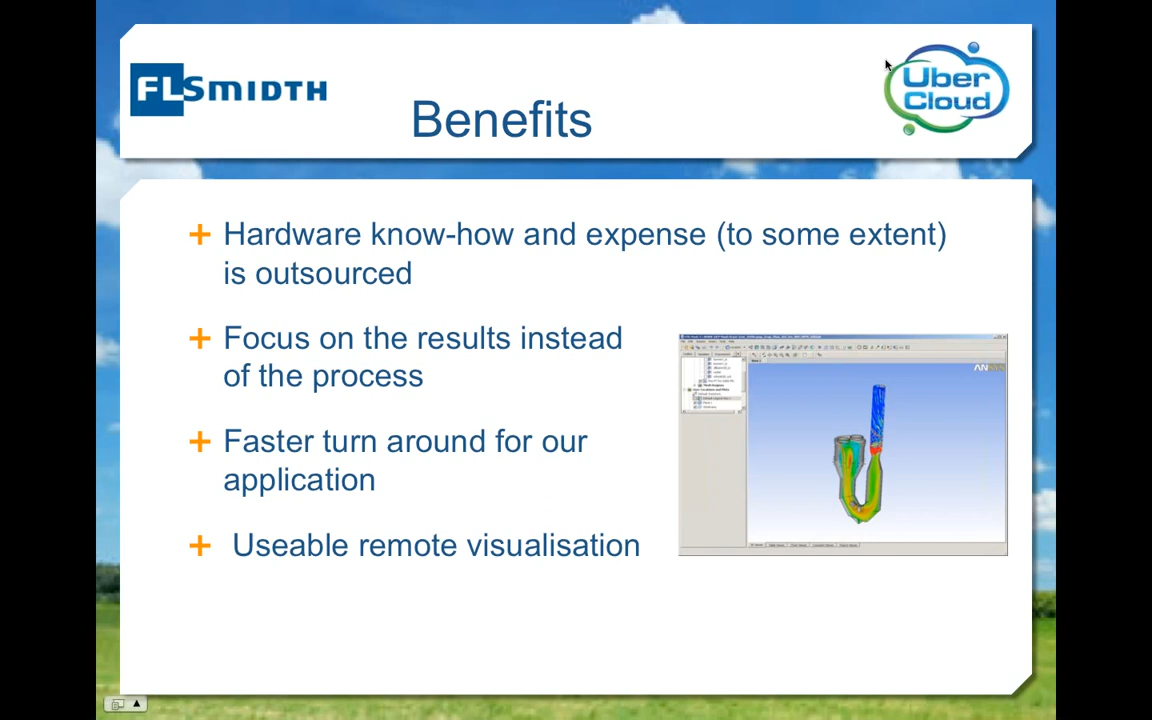 FLSMIDTH
Uber
Cloud
Benefits
Hardware know-how and expense (to some extent)
is outsourced
Focus on the results instead
of the process
Faster turn around for our
application
Useable remote visualisation